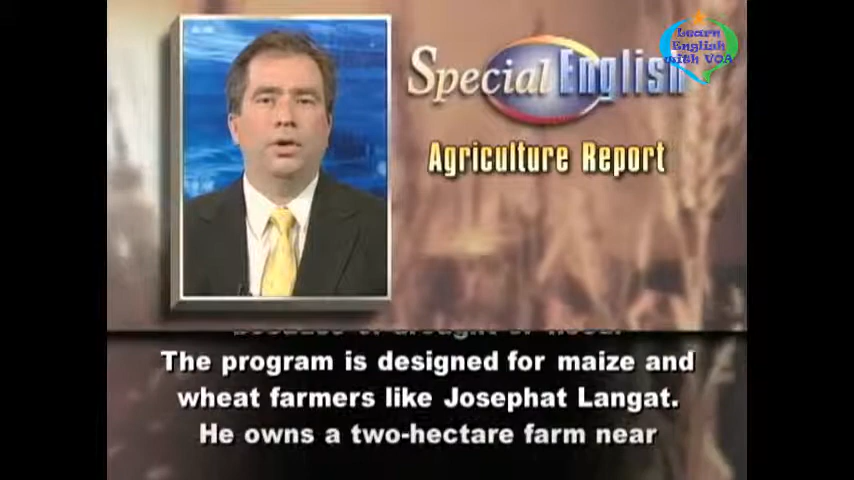 Learn
English
with VOA
Special English
Agriculture Report
The program is designed for maize and
wheat farmers like Josephat Langat.
He owns a two-hectare farm near